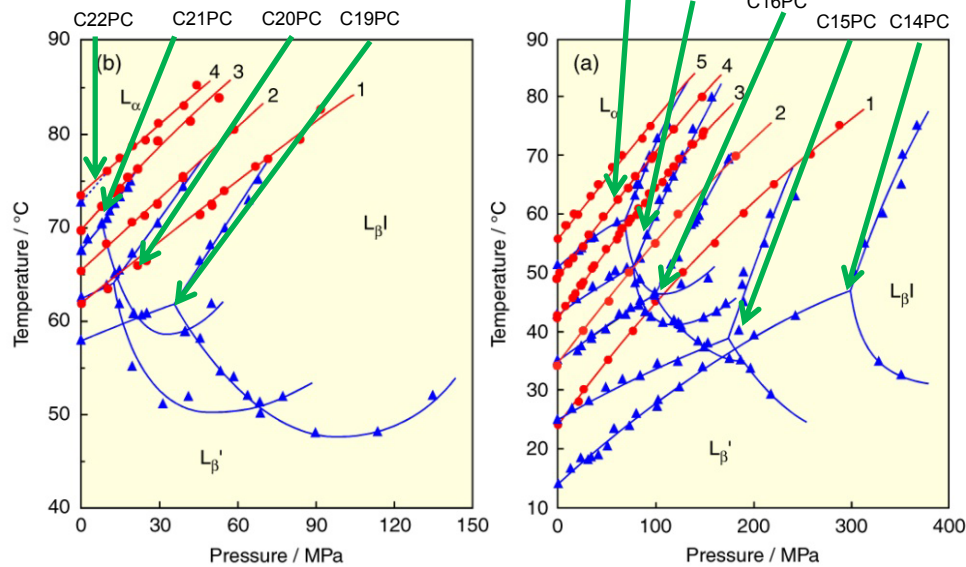 C22PC C21PC C20PC C19PC
C16PC C15PC C14PC
(b)
Lα
4
3
2
1
LβI
Lβ'
90
80
70
60
50
40
Temperature / °C
0 30 60 90 120 150
Pressure / MPa
(a)
Lα
5
4
3
2
1
LβI
Lβ'
90
80
70
60
50
40
30
20
10
Temperature / °C
0 100 200 300 400
Pressure / MPa